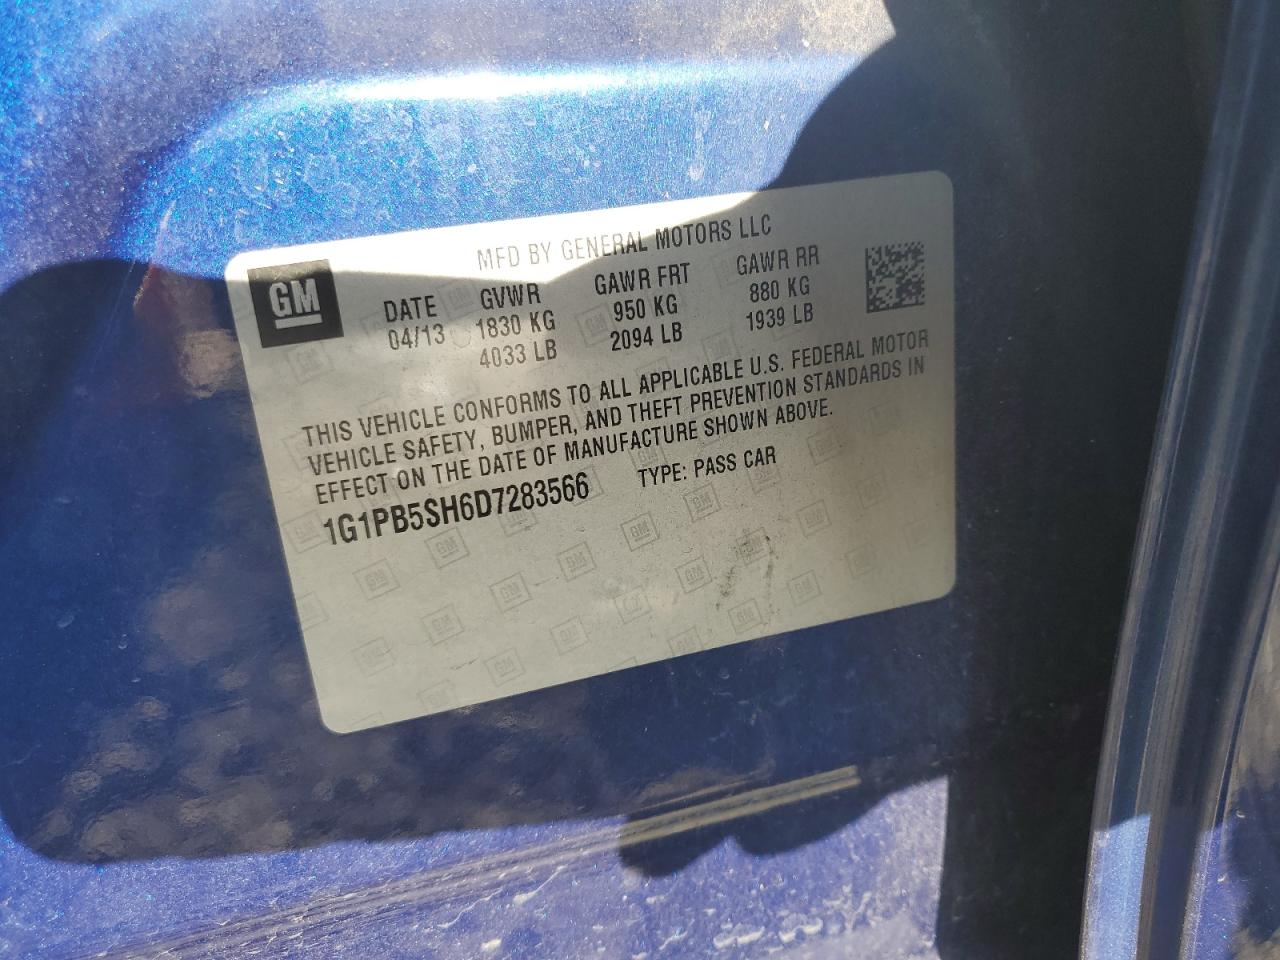 MFD BY GENERAL MOTORS LLC
GM
DATE GVWR GAWR FRT GAWR RR
04/13 1830 KG 950 KG 880 KG
4033 LB 2094 LB 1939 LB
THIS VEHICLE CONFORMS TO ALL APPLICABLE U.S. FEDERAL MOTOR
VEHICLE SAFETY, BUMPER, AND THEFT PREVENTION STANDARDS IN
EFFECT ON THE DATE OF MANUFACTURE SHOWN ABOVE.
1G1PB5SH6D7283566 TYPE: PASS CAR